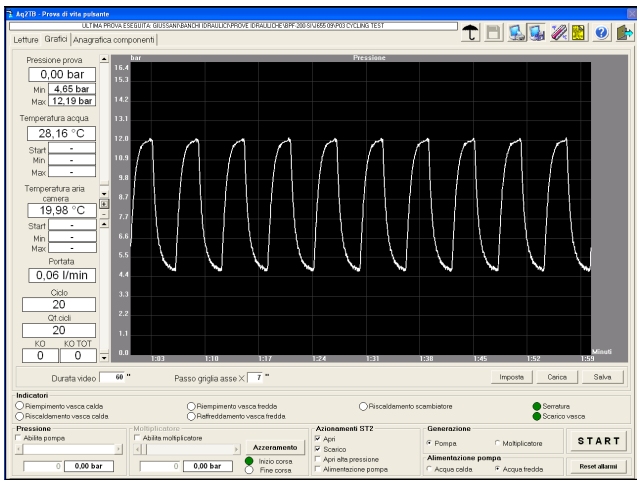 Aq2TB - Prova di vita pulsante
ULTIMA PROVA ESEGUITA: GIUSSANI\BANCHI IDRAULICI\PROVE IDRAULICHE\BPF-200-SI\J655 09\P03 CYCLING TEST
Letture Grafici Anagrafica componenti
Pressione prova
0,00 bar
Min 4,65 bar
Max 12,19 bar
Temperatura acqua
28,16 °C
Start -
Min -
Max -
Temperatura aria
camera
19,98 °C
Start -
Min -
Max -
Portata
0,06 l/min
Ciclo
20
Qt.cicli
20
KO KO TOT
0 0
bar Pressione
16.4
15.3
14.2
13.1
12.0
10.9
9.8
8.7
7.7
6.6
5.5
4.4
3.3
2.2
1.1
0.0
1:03 1:10 1:17 1:24 1:31 1:38 1:45 1:52 1:59
Minuti
Durata video 60 " Passo griglia asse X 7 " Imposta Carica Salva
Indicatori
Riempimento vasca calda Riempimento vasca fredda Riscaldamento scambiatore Serratura
Riscaldamento vasca calda Raffreddamento vasca fredda Scarico vasca
Pressione
Abilita pompa
0 0,00 bar
Moltiplicatore
Abilita moltiplicatore
0 0,00 bar
Azzeramento
Inizio corsa
Fine corsa
Azionamenti ST2
Apri
Scarico
Apri alta pressione
Alimentazione pompa
Generazione
Pompa Moltiplicatore
Alimentazione pompa
Acqua calda Acqua fredda
START
Reset allarmi